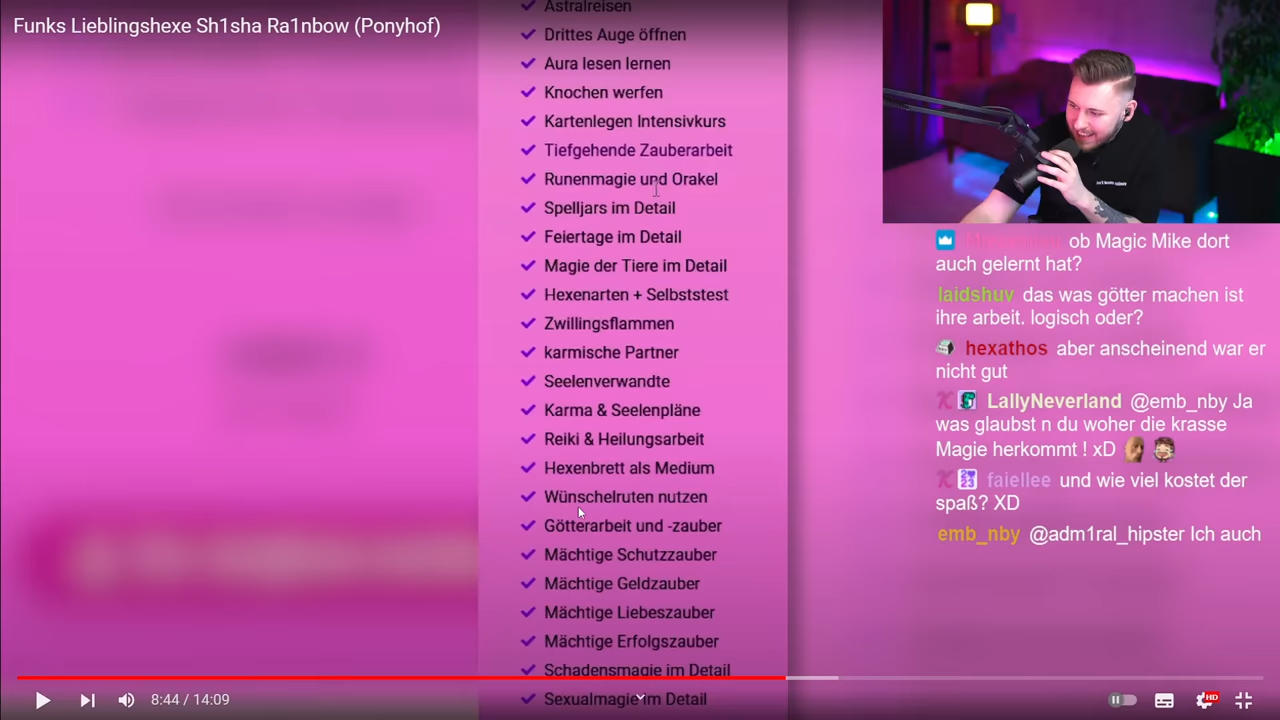 Funks Lieblingshexe Sh1sha Ra1nbow (Ponyhof)
Astralreisen
Drittes Auge öffnen
Aura lesen lernen
Knochen werfen
Kartenlegen Intensivkurs
Tiefgehende Zauberarbeit
Runenmagie und Orakel
Spelljars im Detail
Feiertage im Detail
Magie der Tiere im Detail
Hexenarten + Selbststest
Zwillingsflammen
karmische Partner
Seelenverwandte
Karma & Seelenpläne
Reiki & Heilungsarbeit
Hexenbrett als Medium
Wünschelruten nutzen
Götterarbeit und -zauber
Mächtige Schutzzauber
Mächtige Geldzauber
Mächtige Liebeszauber
Mächtige Erfolgszauber
Schadensmagie im Detail
Sexualmagie im Detail
ob Magic Mike dort
auch gelernt hat?
laidshuv das was götter machen ist
ihre arbeit. logisch oder?
hexathos aber anscheinend war er
nicht gut
LallyNeverland @emb_nby Ja
was glaubst n du woher die krasse
Magie herkommt ! xD
faiellee und wie viel kostet der
spaß? XD
emb_nby @adm1ral_hipster Ich auch
8:44 / 14:09
HD